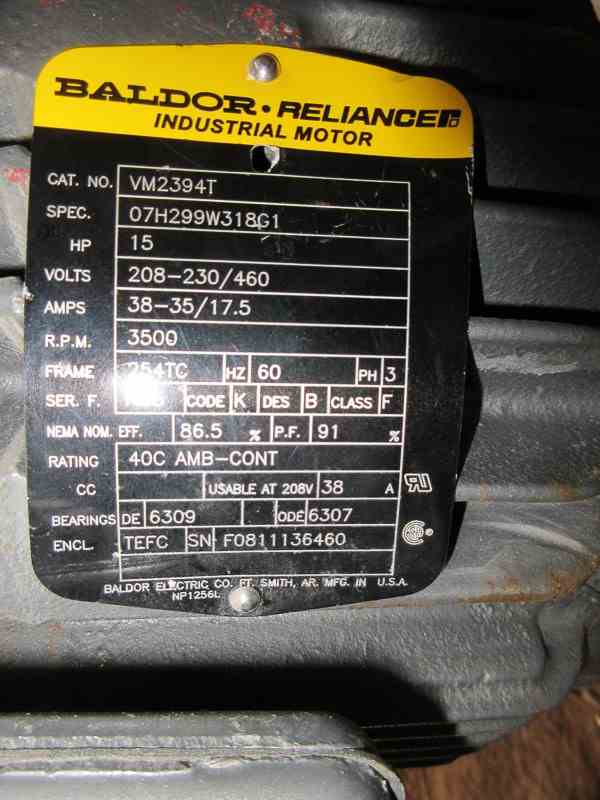 BALDOR • RELIANCER
INDUSTRIAL MOTOR
CAT. NO. VM2394T
SPEC. 07H299W318G1
HP 15
VOLTS 208-230/460
AMPS 38-35/17.5
R.P.M. 3500
FRAME 254TC HZ 60 PH 3
SER. F. CODE K DES B CLASS F
NEMA NOM. EFF. 86.5 % P.F. 91 %
RATING 40C AMB-CONT
CC USABLE AT 208V 38 A
BEARINGS DE 6309 ODE 6307
ENCL. TEFC SN F0811136460
BALDOR ELECTRIC CO. FT. SMITH, AR. MFG. IN U.S.A.
NP1256L